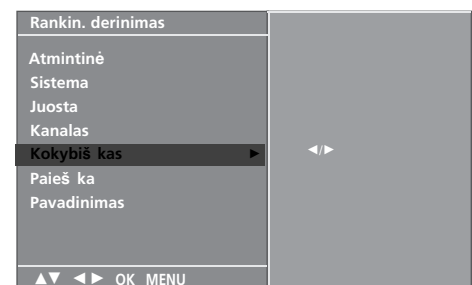 Rankin. derinimas
Atmintinė
Sistema
Juosta
Kanalas
Kokybiš kas ►
◄/►
Paieš ka
Pavadinimas
▲▼ ◄► OK MENU